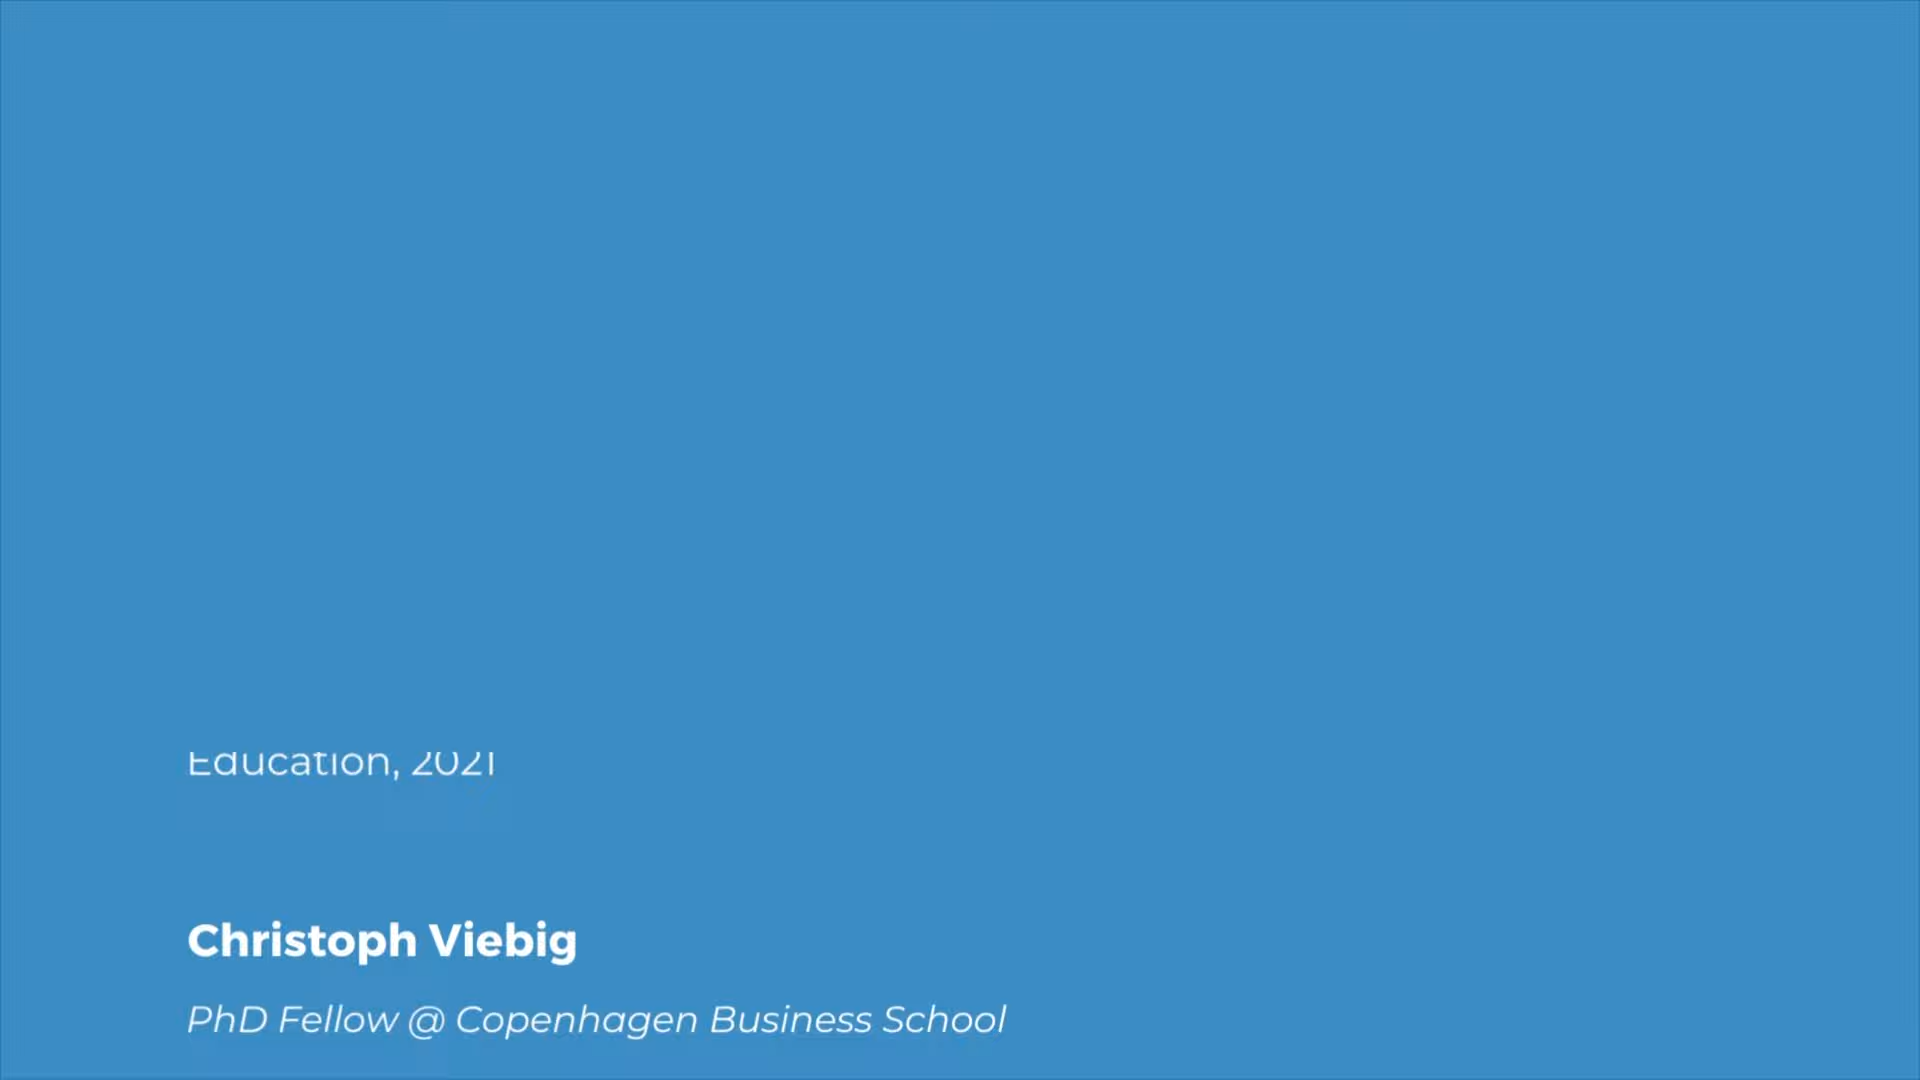 Education, 2021
Christoph Viebig
PhD Fellow @ Copenhagen Business School